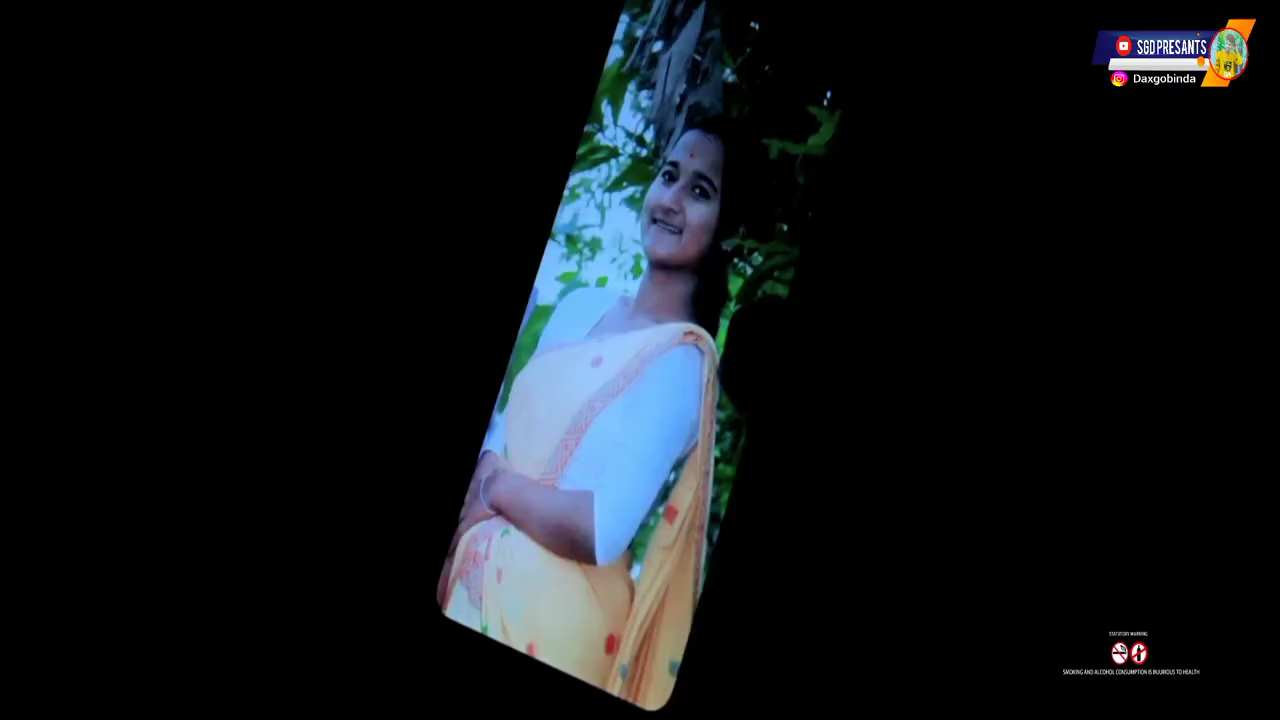 SGD PRESANTS
Daxgobinda
STATUTORY WARNING
SMOKING AND ALCOHOL CONSUMPTION IS INJURIOUS TO HEALTH